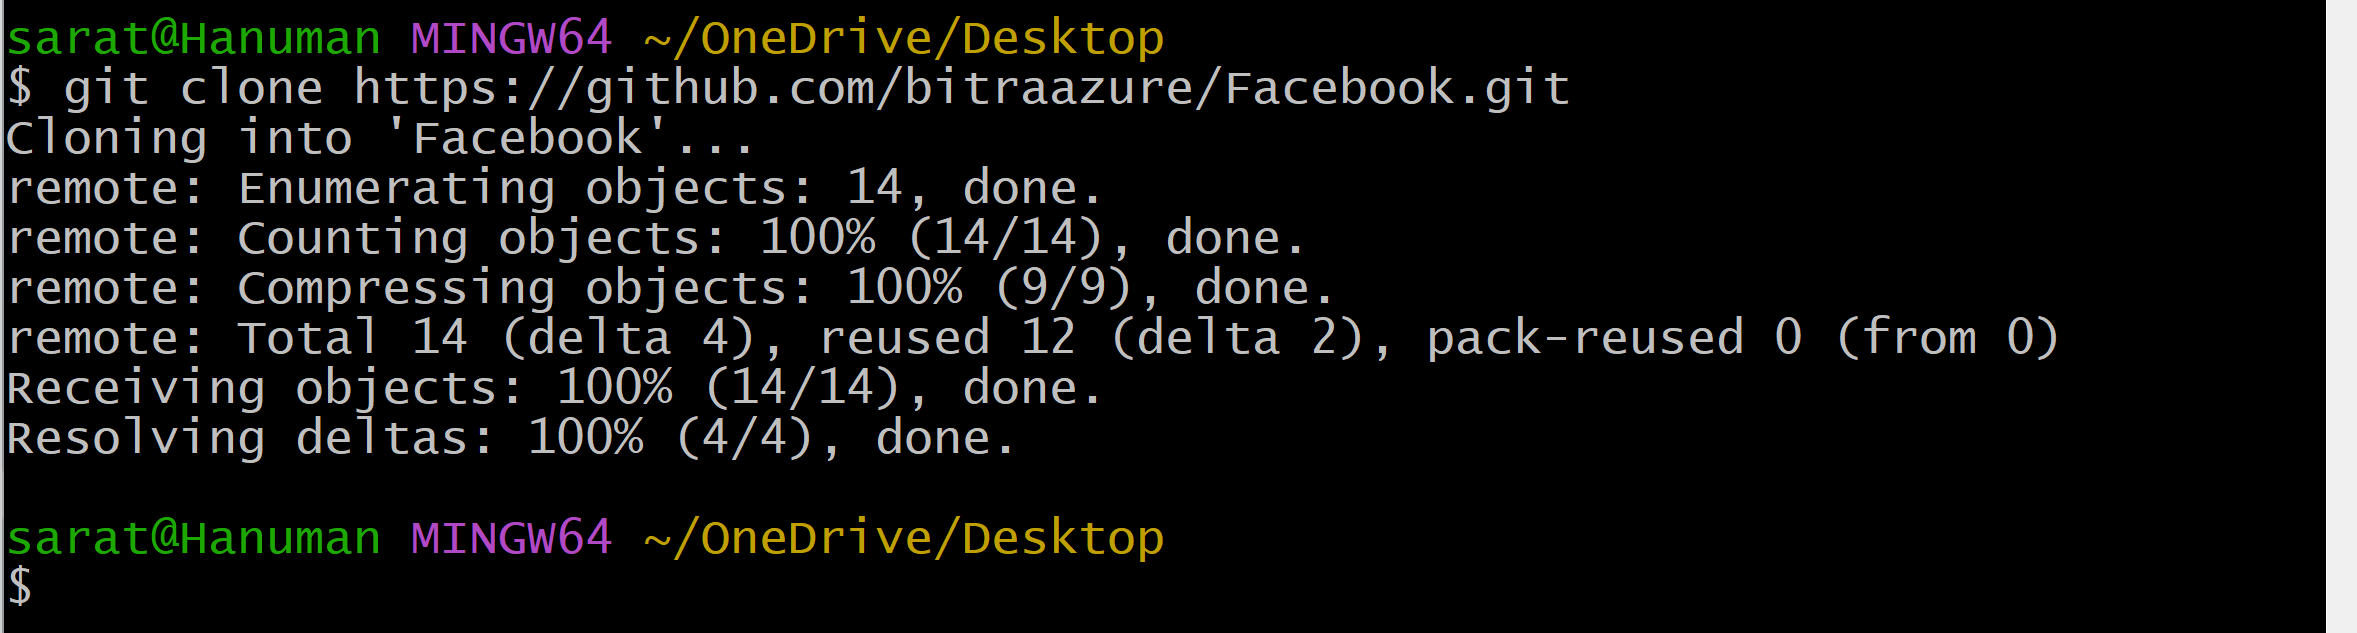 sarat@Hanuman MINGW64 ~/OneDrive/Desktop
$ git clone https://github.com/bitraazure/Facebook.git
Cloning into 'Facebook'...
remote: Enumerating objects: 14, done.
remote: Counting objects: 100% (14/14), done.
remote: Compressing objects: 100% (9/9), done.
remote: Total 14 (delta 4), reused 12 (delta 2), pack-reused 0 (from 0)
Receiving objects: 100% (14/14), done.
Resolving deltas: 100% (4/4), done.
sarat@Hanuman MINGW64 ~/OneDrive/Desktop
$